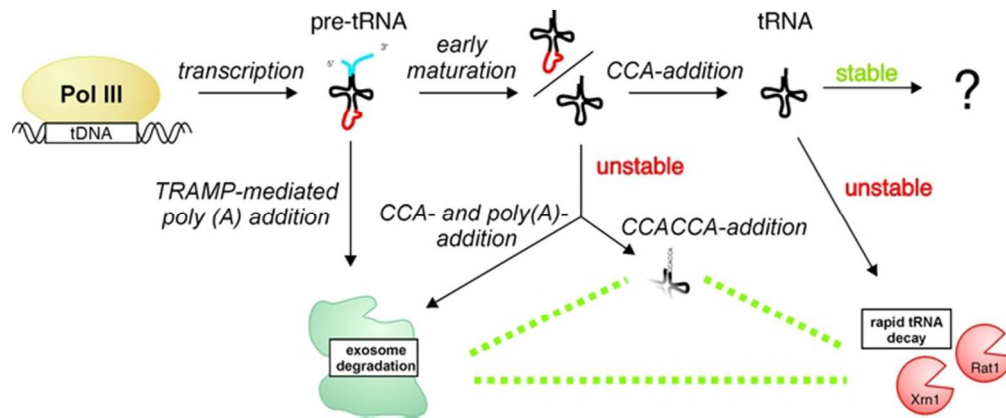 pre-tRNA
tRNA
5'
3'
transcription
early
maturation
CCA-addition
stable
Pol III
tDNA
?
TRAMP-mediated
poly (A) addition
unstable
unstable
CCA- and poly(A)-
addition
CCACCA-addition
CACCA
exosome
degradation
rapid tRNA
decay
Rat1
Xrn1